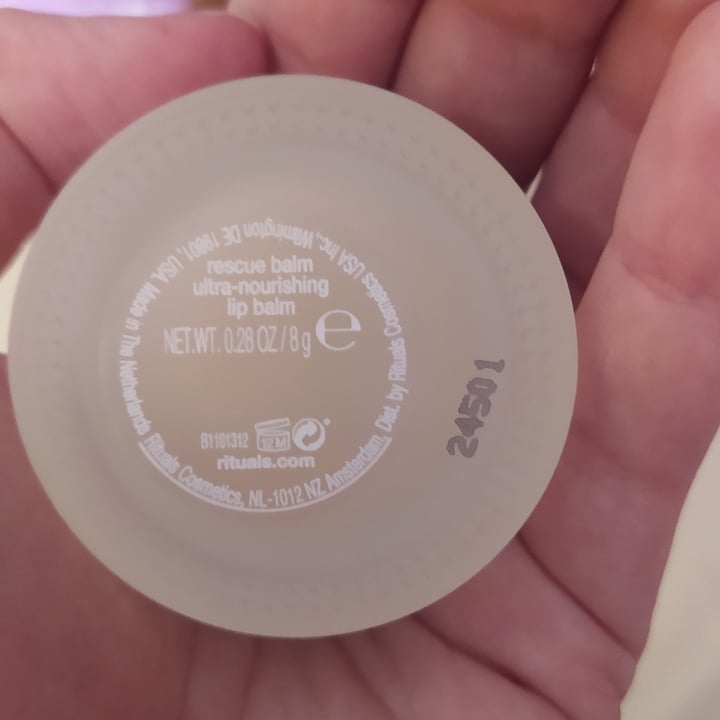 rescue balm
ultra-nourishing
lip balm
NET.WT. 0.28 OZ / 8 g e
B1101312 12 M
rituals.com
Rituals Cosmetics, NL-1012 NZ Amsterdam, Dist. by Rituals Cosmetics USA Inc., Wilmington DE 19801, USA. Made in The Netherlands
24501